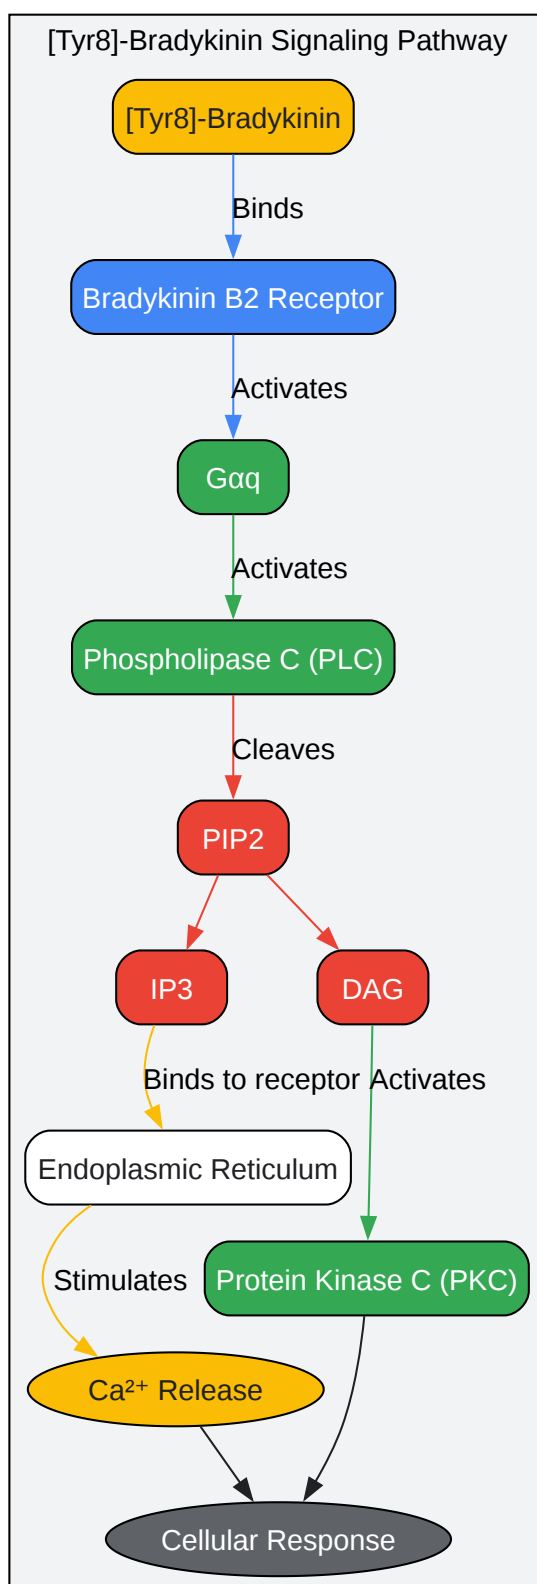 [Tyr8]-Bradykinin Signaling Pathway
[Tyr8]-Bradykinin
Binds
Bradykinin B2 Receptor
Activates
Gαq
Activates
Phospholipase C (PLC)
Cleaves
PIP2
IP3
DAG
Binds to receptor
Activates
Endoplasmic Reticulum
Stimulates
Protein Kinase C (PKC)
Ca²⁺ Release
Cellular Response